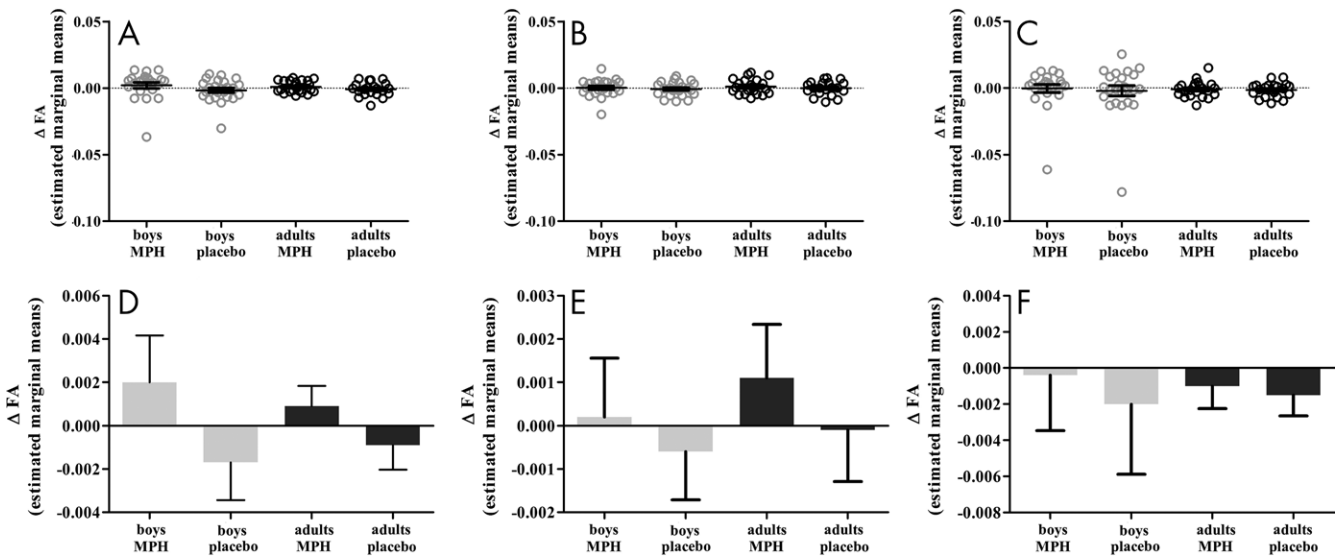 A
Δ FA
(estimated marginal means)
0.05
0.00
-0.05
-0.10
boys
MPH
boys
placebo
adults
MPH
adults
placebo
B
Δ FA
(estimated marginal means)
0.05
0.00
-0.05
-0.10
boys
MPH
boys
placebo
adults
MPH
adults
placebo
C
Δ FA
(estimated marginal means)
0.05
0.00
-0.05
-0.10
boys
MPH
boys
placebo
adults
MPH
adults
placebo
D
Δ FA
(estimated marginal means)
0.006
0.004
0.002
0.000
-0.002
-0.004
boys
MPH
boys
placebo
adults
MPH
adults
placebo
E
Δ FA
(estimated marginal means)
0.003
0.002
0.001
0.000
-0.001
-0.002
boys
MPH
boys
placebo
adults
MPH
adults
placebo
F
Δ FA
(estimated marginal means)
0.004
0.002
0.000
-0.002
-0.004
-0.006
-0.008
boys
MPH
boys
placebo
adults
MPH
adults
placebo